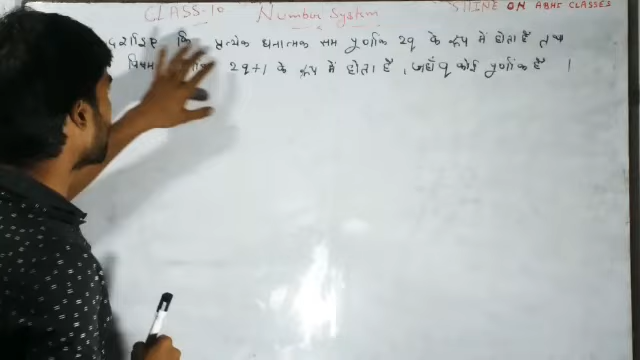 CLASS-10 Number System SHINE ON ABHI CLASSES
दर्शाइए कि प्रत्येक धनात्मक सम पूर्णांक 2q के रूप में होता है तथा
विषम 2q+1 के रूप में होता है, जहाँ q कोई पूर्णांक है ।